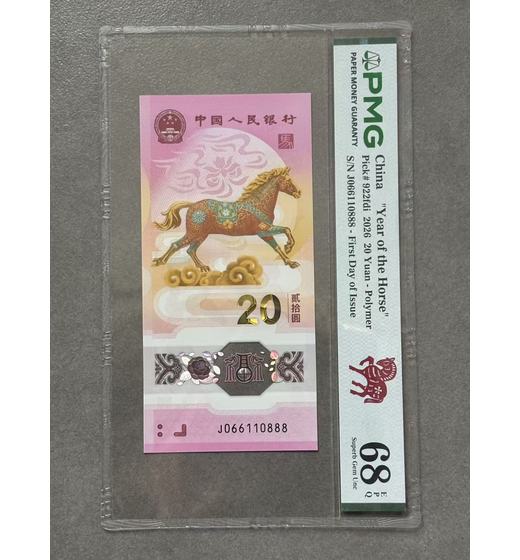 中国人民银行
馬
20
贰拾圆
J066110888
PMG
PAPER MONEY GUARANTY
China "Year of the Horse"
Pick# 922fdi 2026 20 Yuan - Polymer
S/N J066110888 - First Day of Issue
68
EPQ
Superb Gem Unc